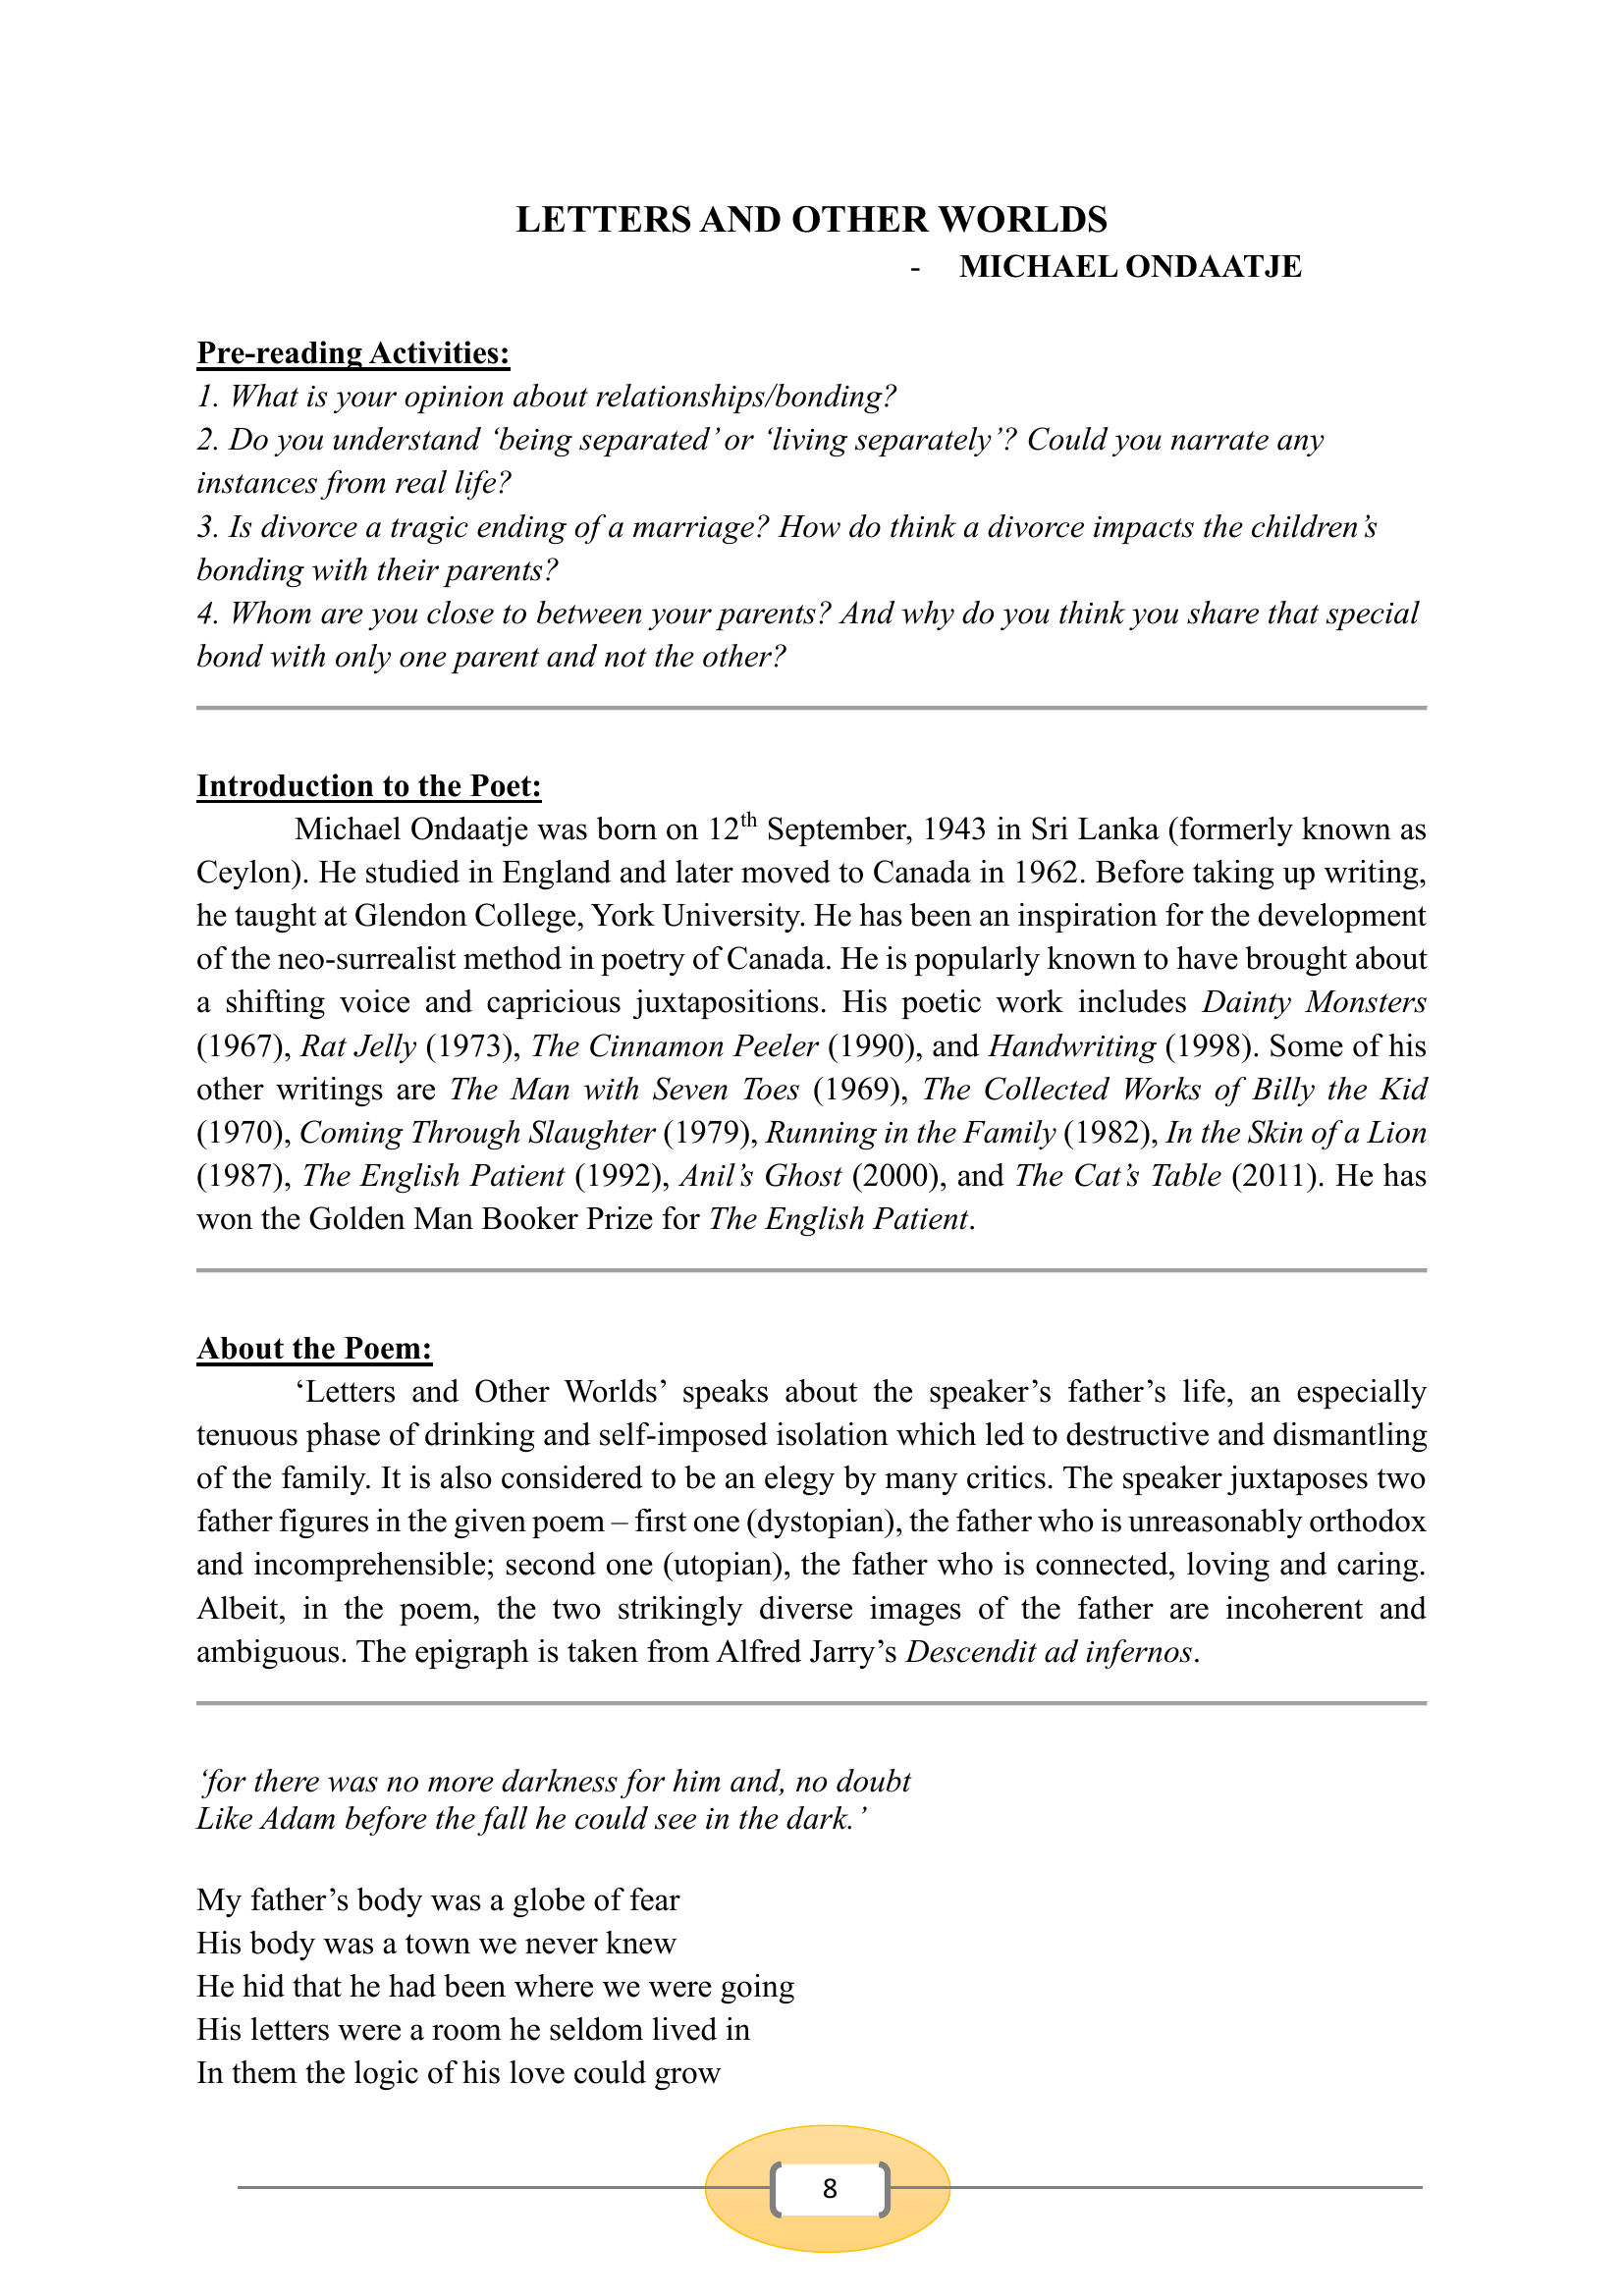 LETTERS AND OTHER WORLDS
- MICHAEL ONDAATJE
Pre-reading Activities:
1. What is your opinion about relationships/bonding?
2. Do you understand ‘being separated’ or ‘living separately’? Could you narrate any
instances from real life?
3. Is divorce a tragic ending of a marriage? How do think a divorce impacts the children’s
bonding with their parents?
4. Whom are you close to between your parents? And why do you think you share that special
bond with only one parent and not the other?
Introduction to the Poet:
Michael Ondaatje was born on 12th September, 1943 in Sri Lanka (formerly known as
Ceylon). He studied in England and later moved to Canada in 1962. Before taking up writing,
he taught at Glendon College, York University. He has been an inspiration for the development
of the neo-surrealist method in poetry of Canada. He is popularly known to have brought about
a shifting voice and capricious juxtapositions. His poetic work includes Dainty Monsters
(1967), Rat Jelly (1973), The Cinnamon Peeler (1990), and Handwriting (1998). Some of his
other writings are The Man with Seven Toes (1969), The Collected Works of Billy the Kid
(1970), Coming Through Slaughter (1979), Running in the Family (1982), In the Skin of a Lion
(1987), The English Patient (1992), Anil’s Ghost (2000), and The Cat’s Table (2011). He has
won the Golden Man Booker Prize for The English Patient.
About the Poem:
‘Letters and Other Worlds’ speaks about the speaker’s father’s life, an especially
tenuous phase of drinking and self-imposed isolation which led to destructive and dismantling
of the family. It is also considered to be an elegy by many critics. The speaker juxtaposes two
father figures in the given poem – first one (dystopian), the father who is unreasonably orthodox
and incomprehensible; second one (utopian), the father who is connected, loving and caring.
Albeit, in the poem, the two strikingly diverse images of the father are incoherent and
ambiguous. The epigraph is taken from Alfred Jarry’s Descendit ad infernos.
‘for there was no more darkness for him and, no doubt
Like Adam before the fall he could see in the dark.’
My father’s body was a globe of fear
His body was a town we never knew
He hid that he had been where we were going
His letters were a room he seldom lived in
In them the logic of his love could grow
8